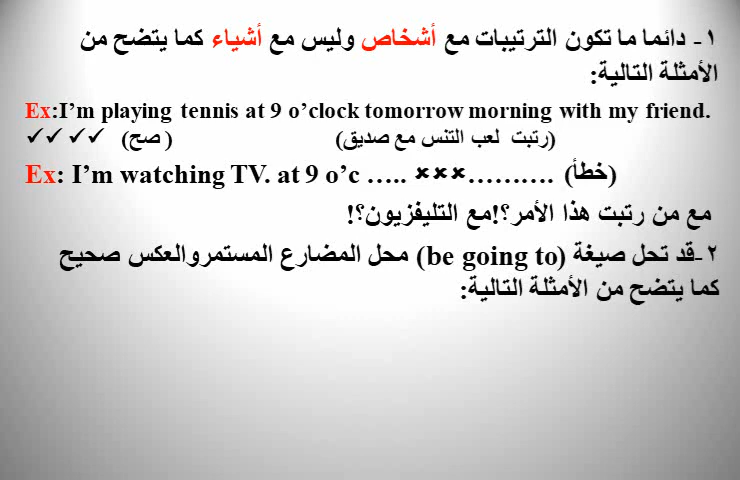 ١- دائما ما تكون الترتيبات مع أشخاص وليس مع أشياء كما يتضح من
الأمثلة التالية:
Ex:I’m playing tennis at 9 o’clock tomorrow morning with my friend.
✓✓ ✓✓ (صح) (رتبت لعب التنس مع صديق)
Ex: I’m watching TV. at 9 o’c ….. ×××………. (خطأ)
مع من رتبت هذا الأمر؟!مع التليفزيون؟!
٢-قد تحل صيغة (be going to) محل المضارع المستمروالعكس صحيح
كما يتضح من الأمثلة التالية: